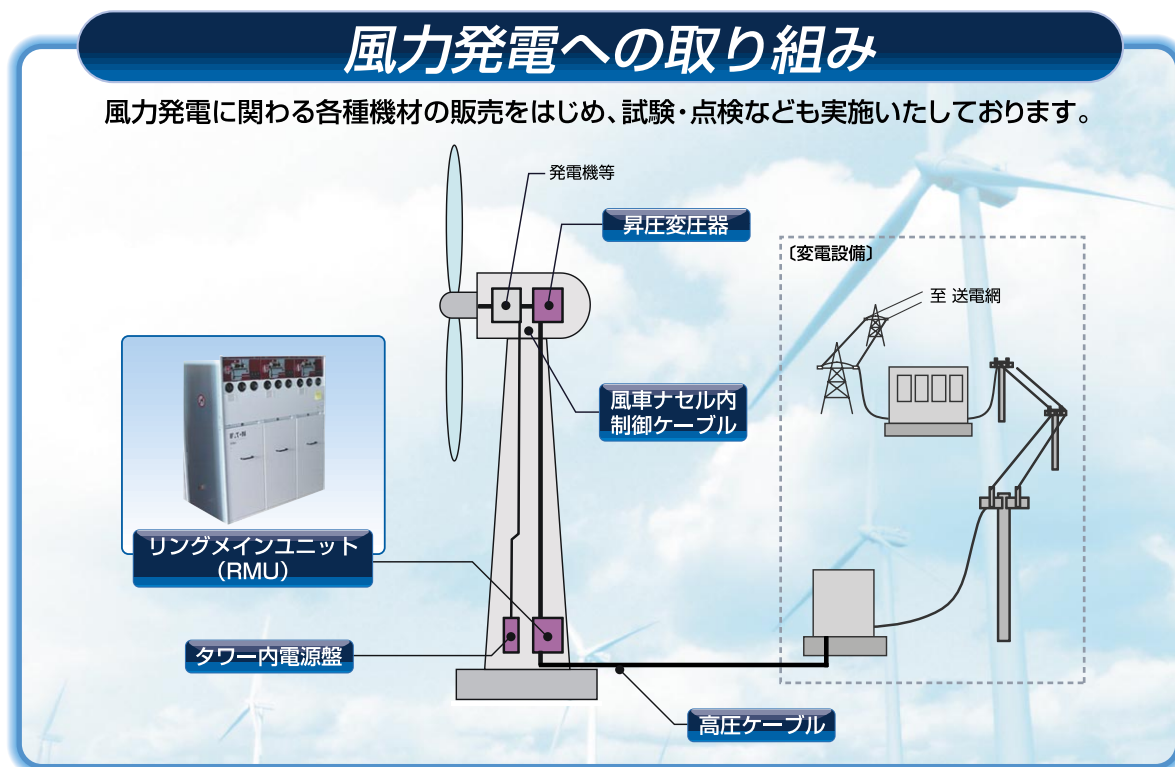 風力発電への取り組み
風力発電に関わる各種機材の販売をはじめ、試験・点検なども実施いたしております。
発電機等
昇圧変圧器
〔変電設備〕
至 送電網
風車ナセル内
制御ケーブル
リングメインユニット
（RMU）
タワー内電源盤
高圧ケーブル